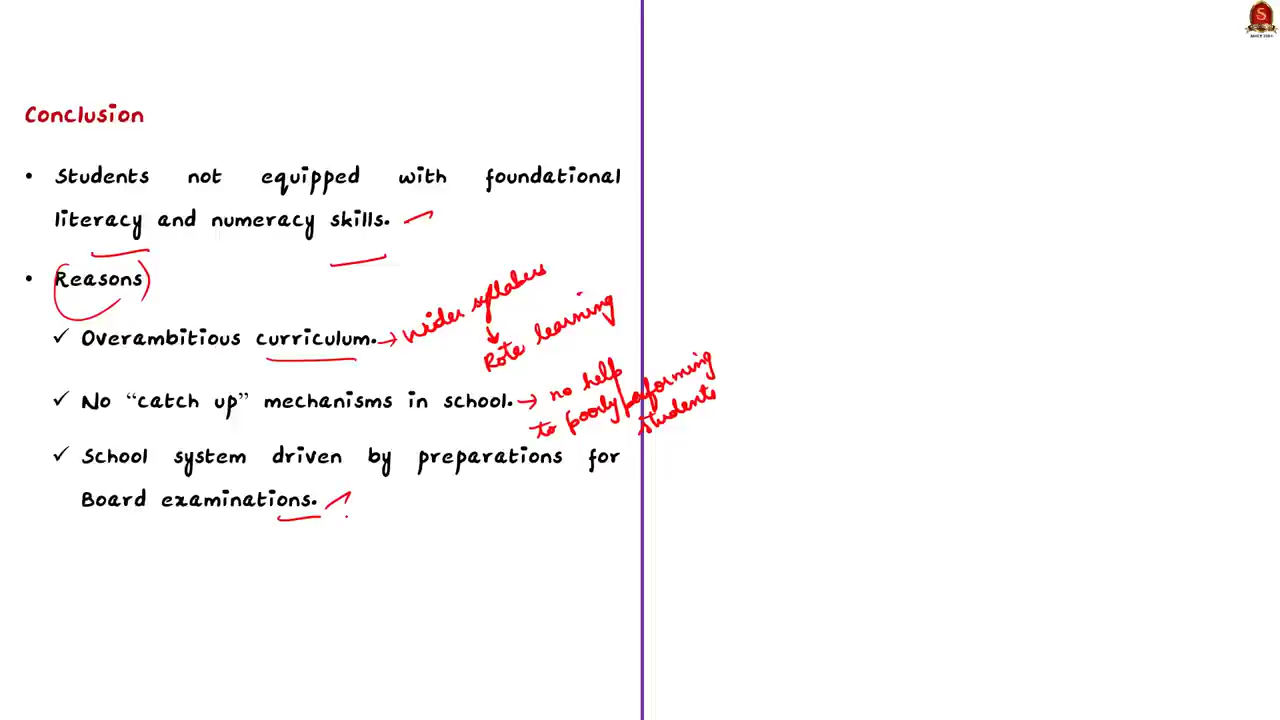 Conclusion
• Students not equipped with foundational
literacy and numeracy skills.
• Reasons
✓ Overambitious curriculum. → wider syllabus
↓
Rote learning
✓ No “catch up” mechanisms in school. → no help
to poorly performing
students
✓ School system driven by preparations for
Board examinations.
S